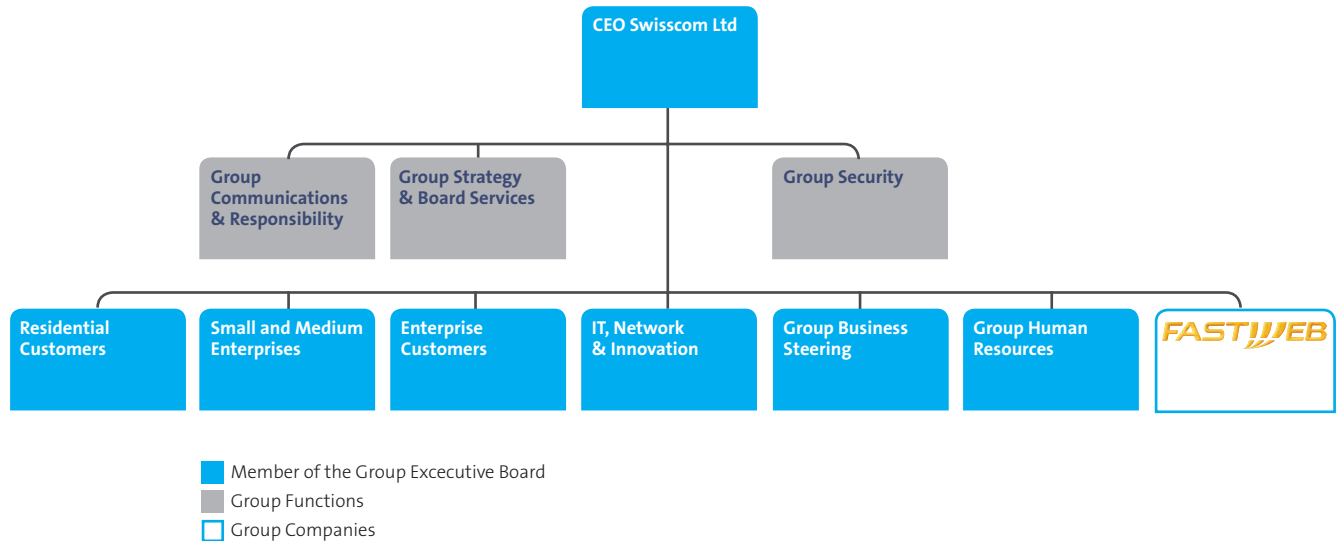 CEO Swisscom Ltd
Group
Communications
& Responsibility
Group Strategy
& Board Services
Group Security
Residential
Customers
Small and Medium
Enterprises
Enterprise
Customers
IT, Network
& Innovation
Group Business
Steering
Group Human
Resources
FASTWEB
Member of the Group Excecutive Board
Group Functions
Group Companies